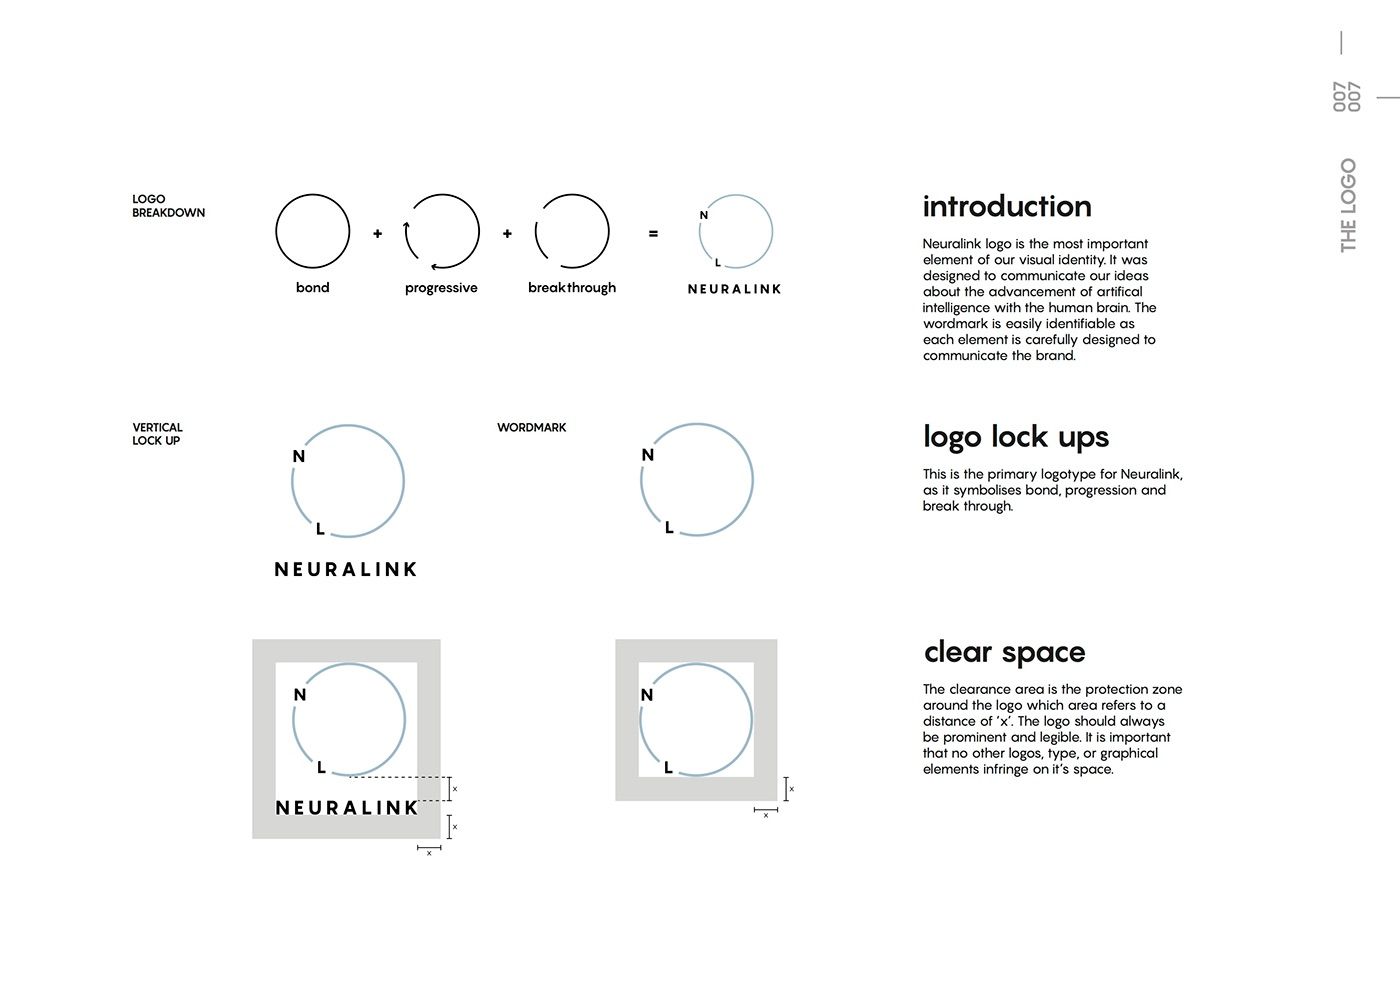 007
007
THE LOGO
LOGO
BREAKDOWN
N
+
+
=
L
bond
progressive
break through
NEURALINK
introduction
Neuralink logo is the most important
element of our visual identity. It was
designed to communicate our ideas
about the advancement of artifical
intelligence with the human brain. The
wordmark is easily identifiable as
each element is carefully designed to
communicate the brand.
VERTICAL
LOCK UP
N
L
NEURALINK
WORDMARK
N
L
logo lock ups
This is the primary logotype for Neuralink,
as it symbolises bond, progression and
break through.
N
L
NEURALINK
x
x
x
N
L
x
x
clear space
The clearance area is the protection zone
around the logo which area refers to a
distance of 'x'. The logo should always
be prominent and legible. It is important
that no other logos, type, or graphical
elements infringe on it's space.